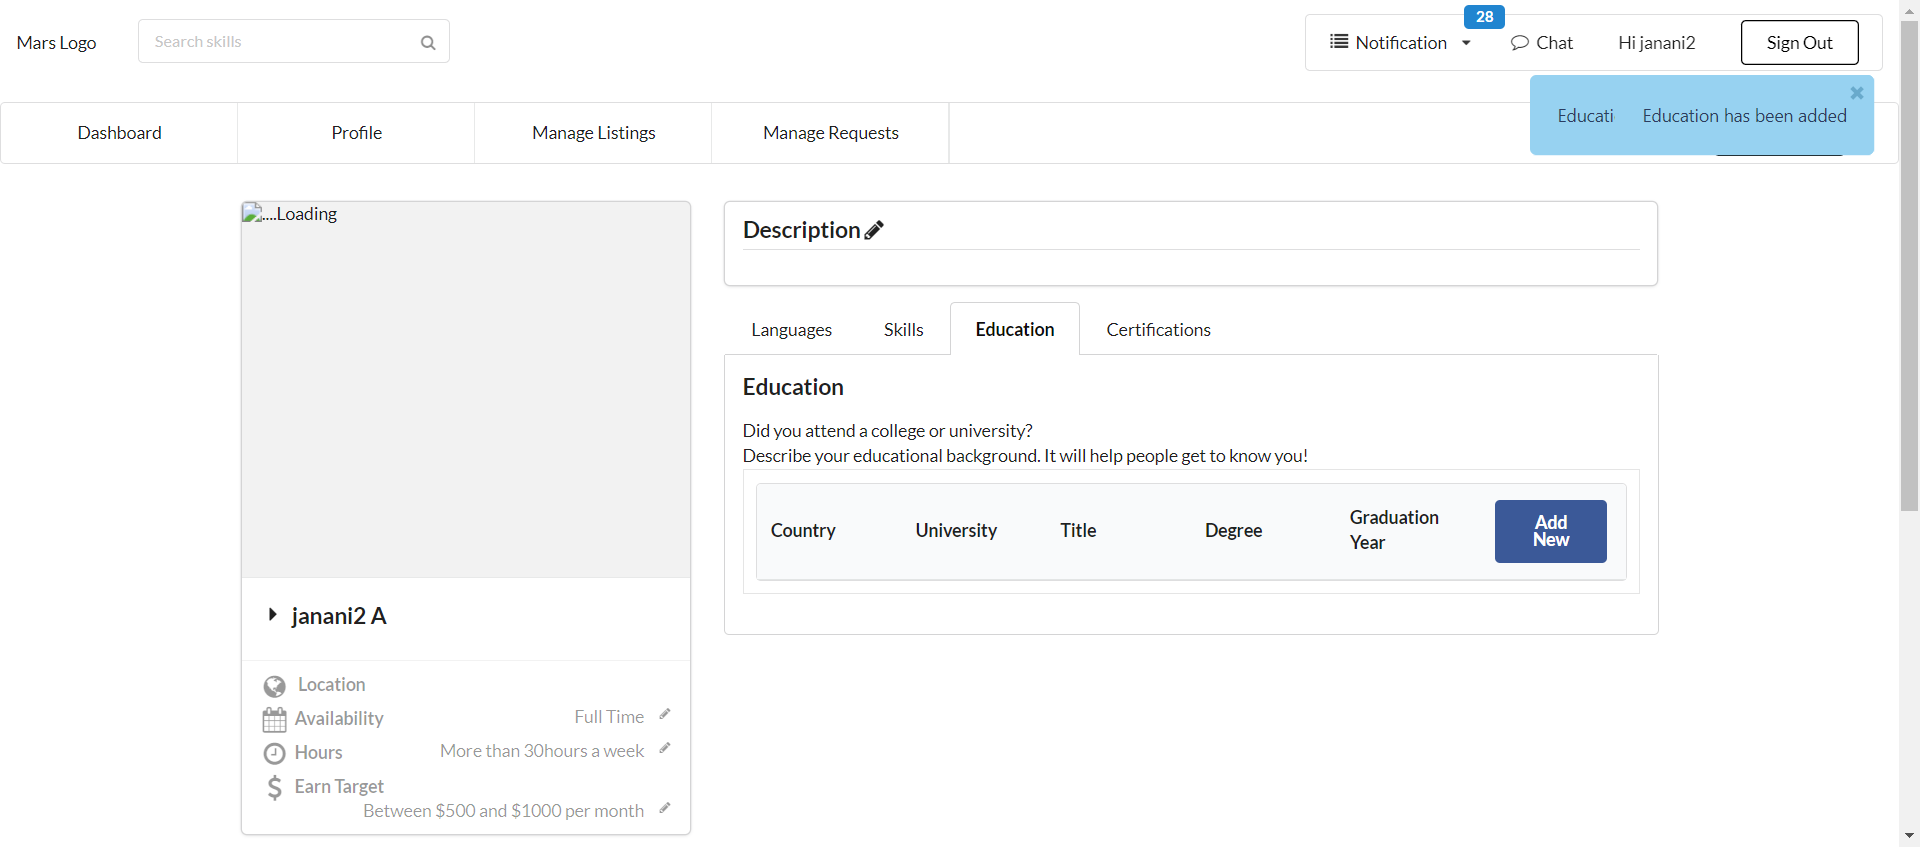 Mars Logo
Search skills
28
Notification
Chat
Hi janani2
Sign Out
Educati
Education has been added
Dashboard
Profile
Manage Listings
Manage Requests
....Loading
Description
Languages
Skills
Education
Certifications
Education
Did you attend a college or university?
Describe your educational background. It will help people get to know you!
Country
University
Title
Degree
Graduation
Year
Add
New
janani2 A
Location
Availability
Full Time
Hours
More than 30hours a week
Earn Target
Between $500 and $1000 per month